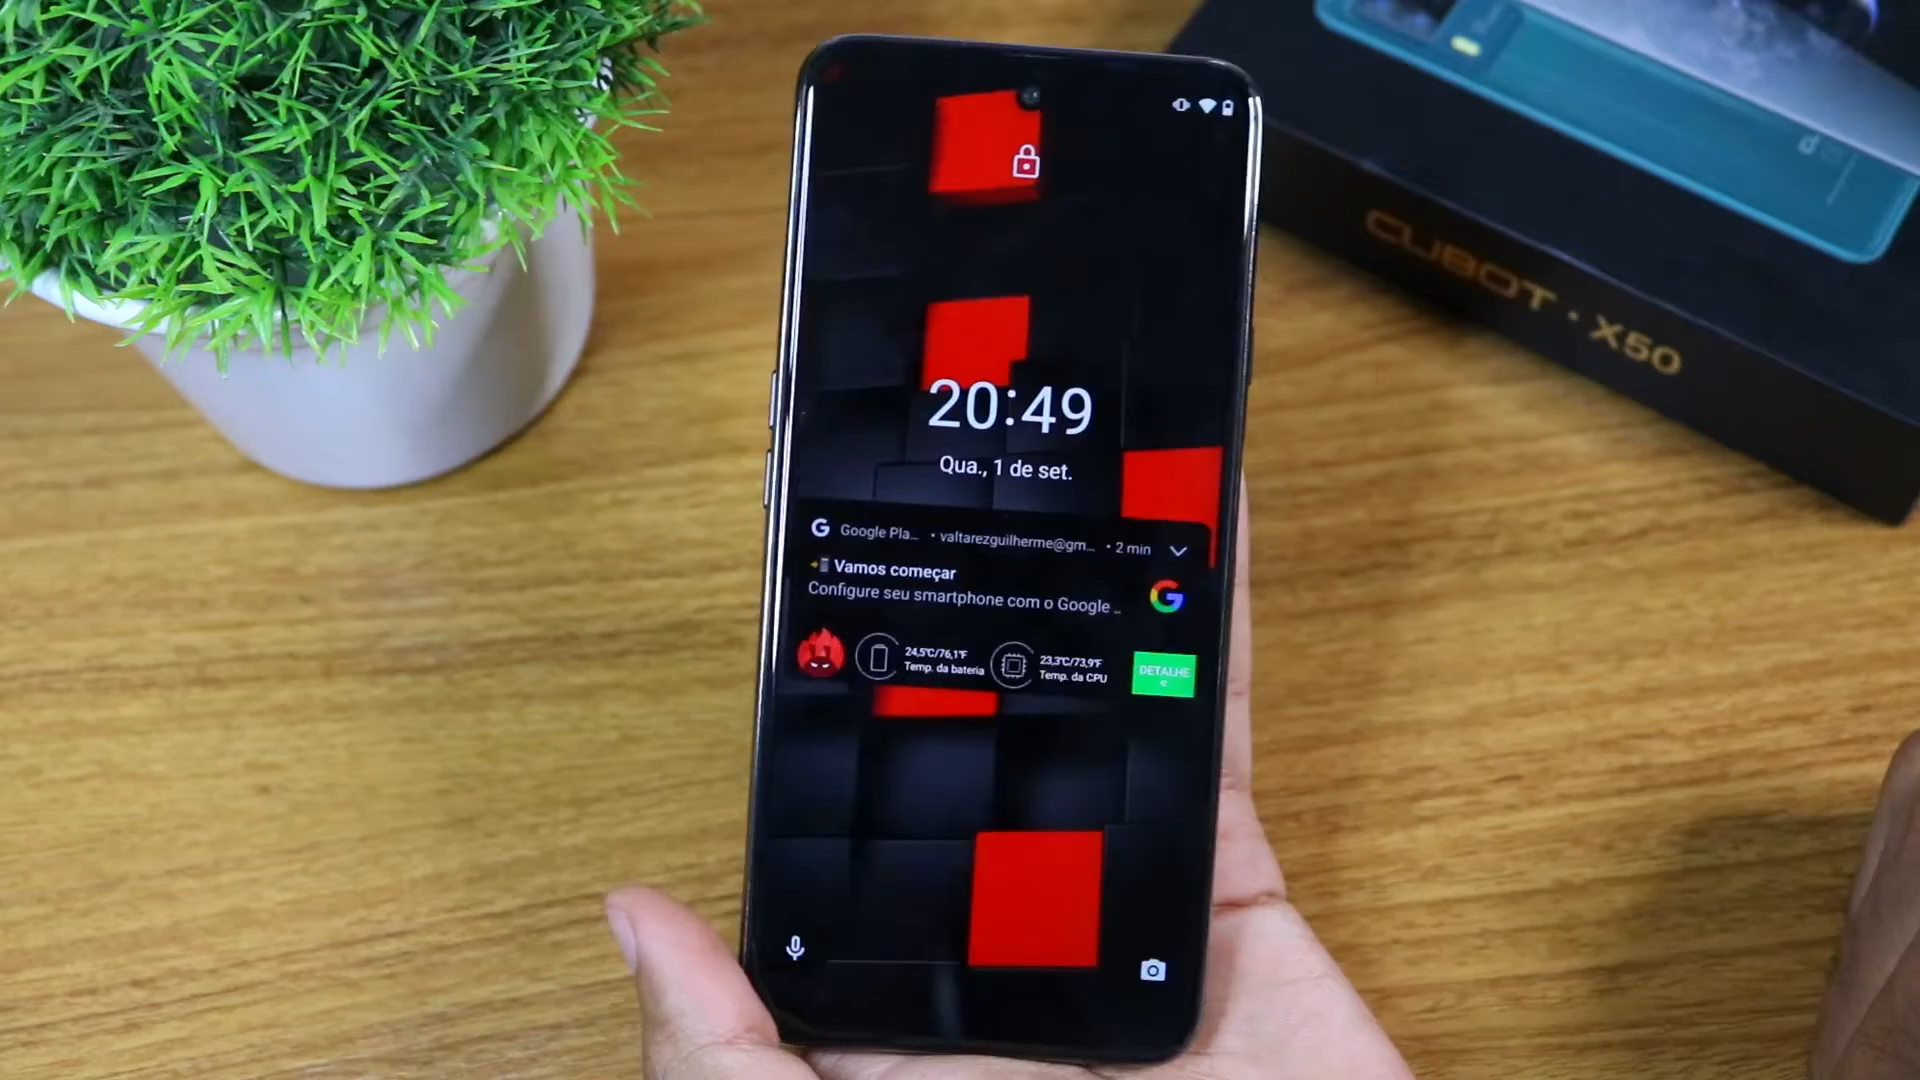 CUBOT · X50
20:49
Qua., 1 de set.
Google Pla... • valtarezguilherme@gm... • 2 min
Vamos começar
Configure seu smartphone com o Google ..
24,5°C/76,1°F
Temp. da bateria
23,3°C/73,9°F
Temp. da CPU
DETALHE